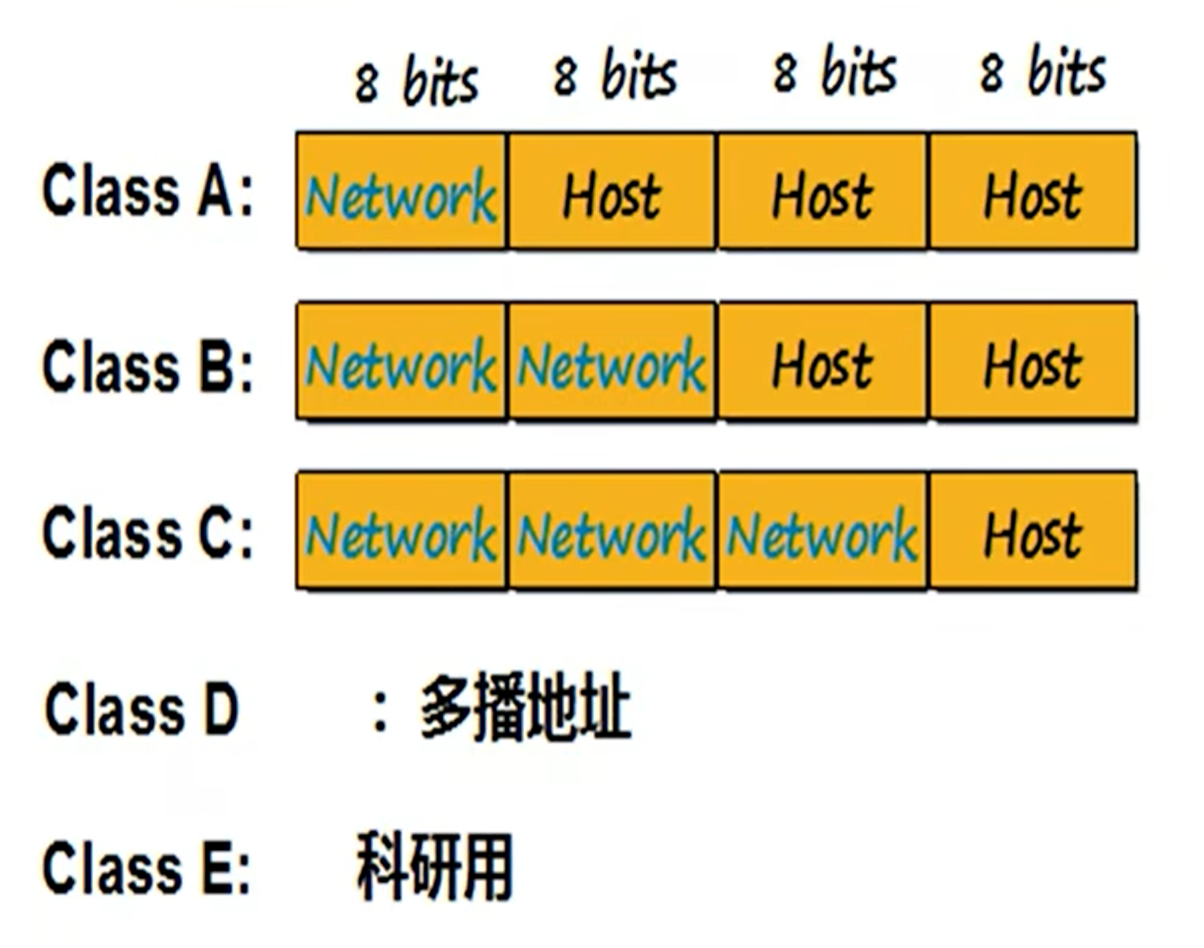 8 bits 8 bits 8 bits 8 bits
Class A: Network Host Host Host
Class B: Network Network Host Host
Class C: Network Network Network Host
Class D : 多播地址
Class E: 科研用